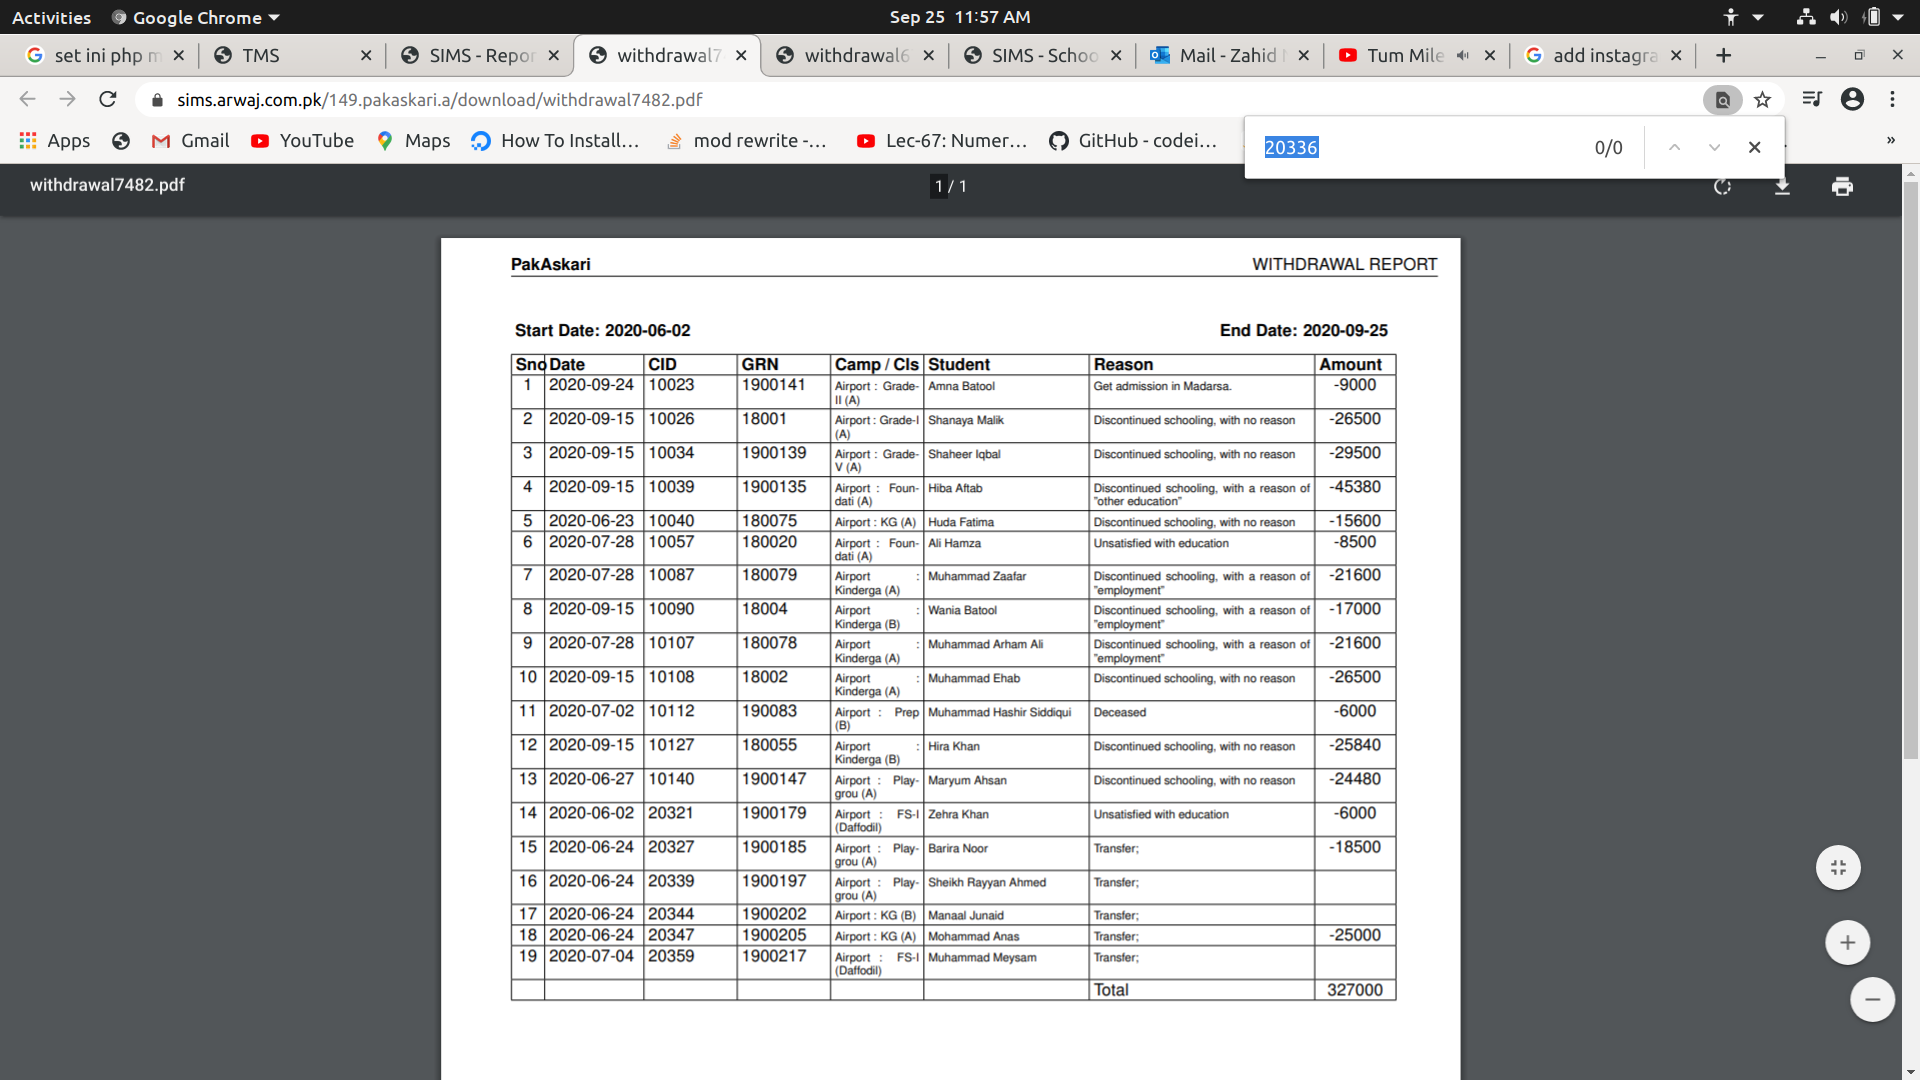 Activities Google Chrome Sep 25 11:57 AM
set ini php m TMS SIMS - Repor withdrawal7 withdrawal6 SIMS - Schoo Mail - Zahid Tum Mile add instagra
sims.arwaj.com.pk/149.pakaskari.a/download/withdrawal7482.pdf
Apps Gmail YouTube Maps How To Install... mod rewrite -... Lec-67: Numer... GitHub - codei... »
20336 0/0
withdrawal7482.pdf 1 / 1
PakAskari WITHDRAWAL REPORT
Start Date: 2020-06-02 End Date: 2020-09-25
Sno Date CID GRN Camp / Cls Student Reason Amount
1 2020-09-24 10023 1900141 Airport : Grade- Amna Batool Get admission in Madarsa. -9000
II (A)
2 2020-09-15 10026 18001 Airport : Grade-I Shanaya Malik Discontinued schooling, with no reason -26500
(A)
3 2020-09-15 10034 1900139 Airport : Grade- Shaheer Iqbal Discontinued schooling, with no reason -29500
V (A)
4 2020-09-15 10039 1900135 Airport : Foun- Hiba Aftab Discontinued schooling, with a reason of -45380
dati (A) "other education"
5 2020-06-23 10040 180075 Airport : KG (A) Huda Fatima Discontinued schooling, with no reason -15600
6 2020-07-28 10057 180020 Airport : Foun- Ali Hamza Unsatisfied with education -8500
dati (A)
7 2020-07-28 10087 180079 Airport : Muhammad Zaafar Discontinued schooling, with a reason of -21600
Kinderga (A) "employment"
8 2020-09-15 10090 18004 Airport : Wania Batool Discontinued schooling, with a reason of -17000
Kinderga (B) "employment"
9 2020-07-28 10107 180078 Airport : Muhammad Arham Ali Discontinued schooling, with a reason of -21600
Kinderga (A) "employment"
10 2020-09-15 10108 18002 Airport : Muhammad Ehab Discontinued schooling, with no reason -26500
Kinderga (A)
11 2020-07-02 10112 190083 Airport : Prep Muhammad Hashir Siddiqui Deceased -6000
(B)
12 2020-09-15 10127 180055 Airport : Hira Khan Discontinued schooling, with no reason -25840
Kinderga (B)
13 2020-06-27 10140 1900147 Airport : Play- Maryum Ahsan Discontinued schooling, with no reason -24480
grou (A)
14 2020-06-02 20321 1900179 Airport : FS-I Zehra Khan Unsatisfied with education -6000
(Daffodil)
15 2020-06-24 20327 1900185 Airport : Play- Barira Noor Transfer; -18500
grou (A)
16 2020-06-24 20339 1900197 Airport : Play- Sheikh Rayyan Ahmed Transfer;
grou (A)
17 2020-06-24 20344 1900202 Airport : KG (B) Manaal Junaid Transfer;
18 2020-06-24 20347 1900205 Airport : KG (A) Mohammad Anas Transfer; -25000
19 2020-07-04 20359 1900217 Airport : FS-I Muhammad Meysam Transfer;
(Daffodil)
Total 327000